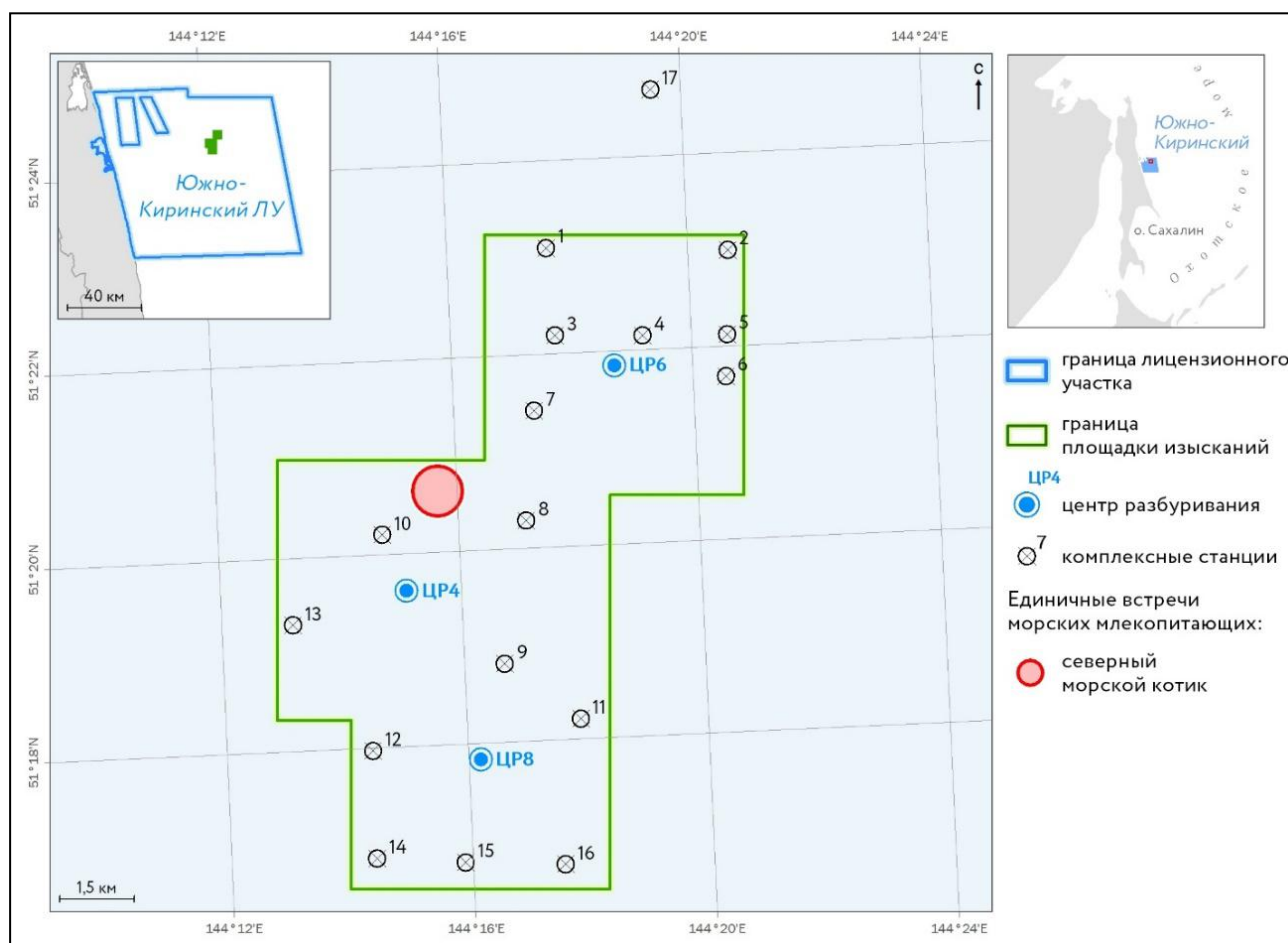 144°12'E
144°16'E
144°20'E
144°24'E
51°24'N
51°22'N
51°20'N
51°18'N
Южно-
Киринский ЛУ
40 км
С
17
1
2
3
4
5
ЦР6
6
7
8
10
ЦР4
13
9
11
12
ЦР8
14
15
16
1,5 км
144°12'E
144°16'E
144°20'E
144°24'E
Южно-
Киринский
о. Сахалин
Охотское
море
граница лицензионного
участка
граница
площадки изысканий
ЦР4
центр разбуривания
7
комплексные станции
Единичные встречи
морских млекопитающих:
северный
морской котик